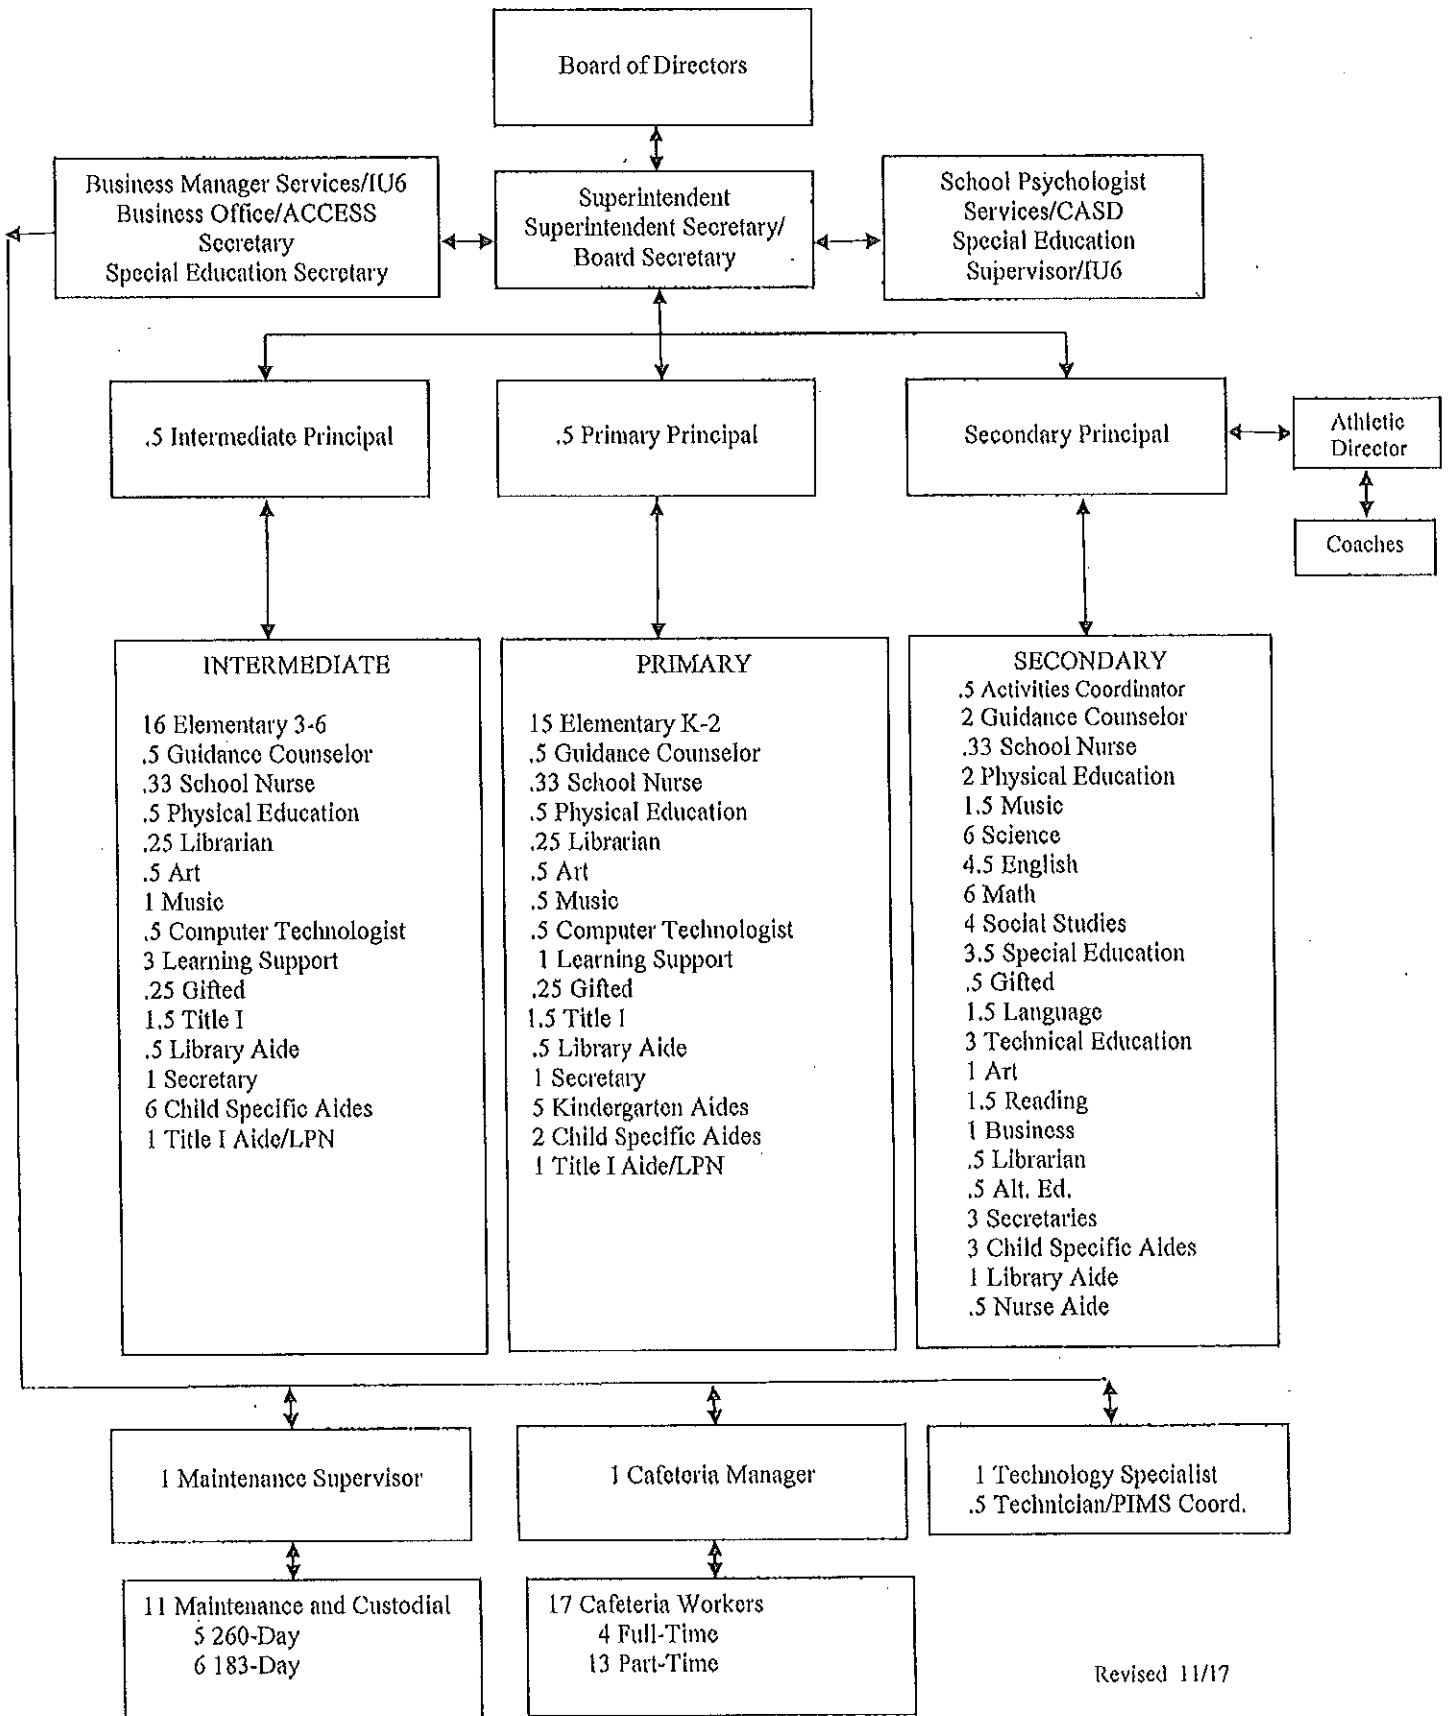 Board of Directors
Business Manager Services/IU6
Business Office/ACCESS
Secretary
Special Education Secretary
Superintendent
Superintendent Secretary/
Board Secretary
School Psychologist
Services/CASD
Special Education
Supervisor/IU6
.5 Intermediate Principal
.5 Primary Principal
Secondary Principal
Athletic
Director
Coaches
INTERMEDIATE
16 Elementary 3-6
.5 Guidance Counselor
.33 School Nurse
.5 Physical Education
.25 Librarian
.5 Art
1 Music
.5 Computer Technologist
3 Learning Support
.25 Gifted
1.5 Title I
.5 Library Aide
1 Secretary
6 Child Specific Aides
1 Title I Aide/LPN
PRIMARY
15 Elementary K-2
.5 Guidance Counselor
.33 School Nurse
.5 Physical Education
.25 Librarian
.5 Art
.5 Music
.5 Computer Technologist
1 Learning Support
.25 Gifted
1.5 Title I
.5 Library Aide
1 Secretary
5 Kindergarten Aides
2 Child Specific Aides
1 Title I Aide/LPN
SECONDARY
.5 Activities Coordinator
2 Guidance Counselor
.33 School Nurse
2 Physical Education
1.5 Music
6 Science
4.5 English
6 Math
4 Social Studies
3.5 Special Education
.5 Gifted
1.5 Language
3 Technical Education
1 Art
1.5 Reading
1 Business
.5 Librarian
.5 Alt. Ed.
3 Secretaries
3 Child Specific Aides
1 Library Aide
.5 Nurse Aide
1 Maintenance Supervisor
1 Cafeteria Manager
1 Technology Specialist
.5 Technician/PIMS Coord.
11 Maintenance and Custodial
5 260-Day
6 183-Day
17 Cafeteria Workers
4 Full-Time
13 Part-Time
Revised 11/17